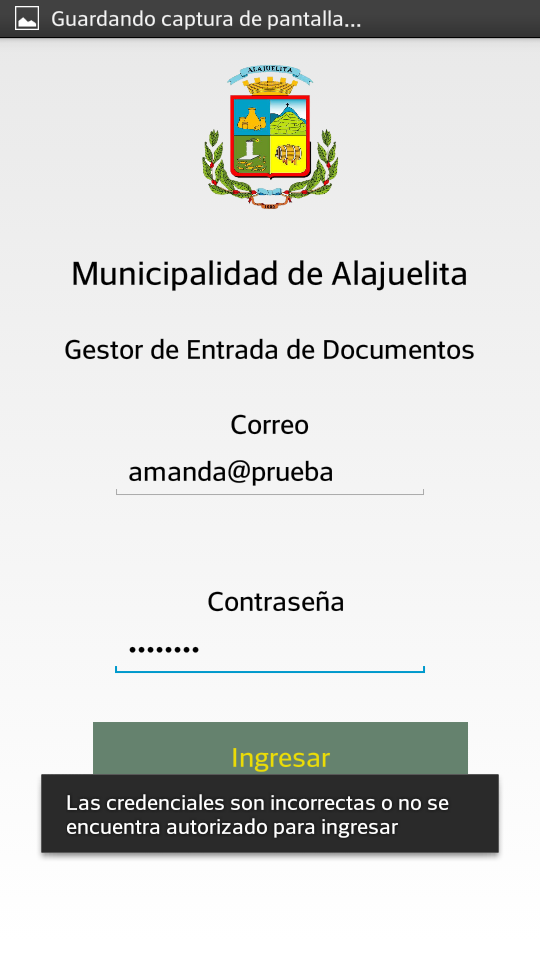 Guardando captura de pantalla...
ALAJUELITA
Municipalidad de Alajuelita
Gestor de Entrada de Documentos
Correo
amanda@prueba
Contraseña
••••••••
Ingresar
Las credenciales son incorrectas o no se
encuentra autorizado para ingresar